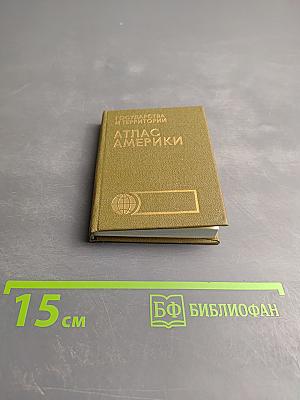 ГОСУДАРСТВА
И ТЕРРИТОРИИ
АТЛАС
АМЕРИКИ
15 см
БФ БИБЛИОФАН